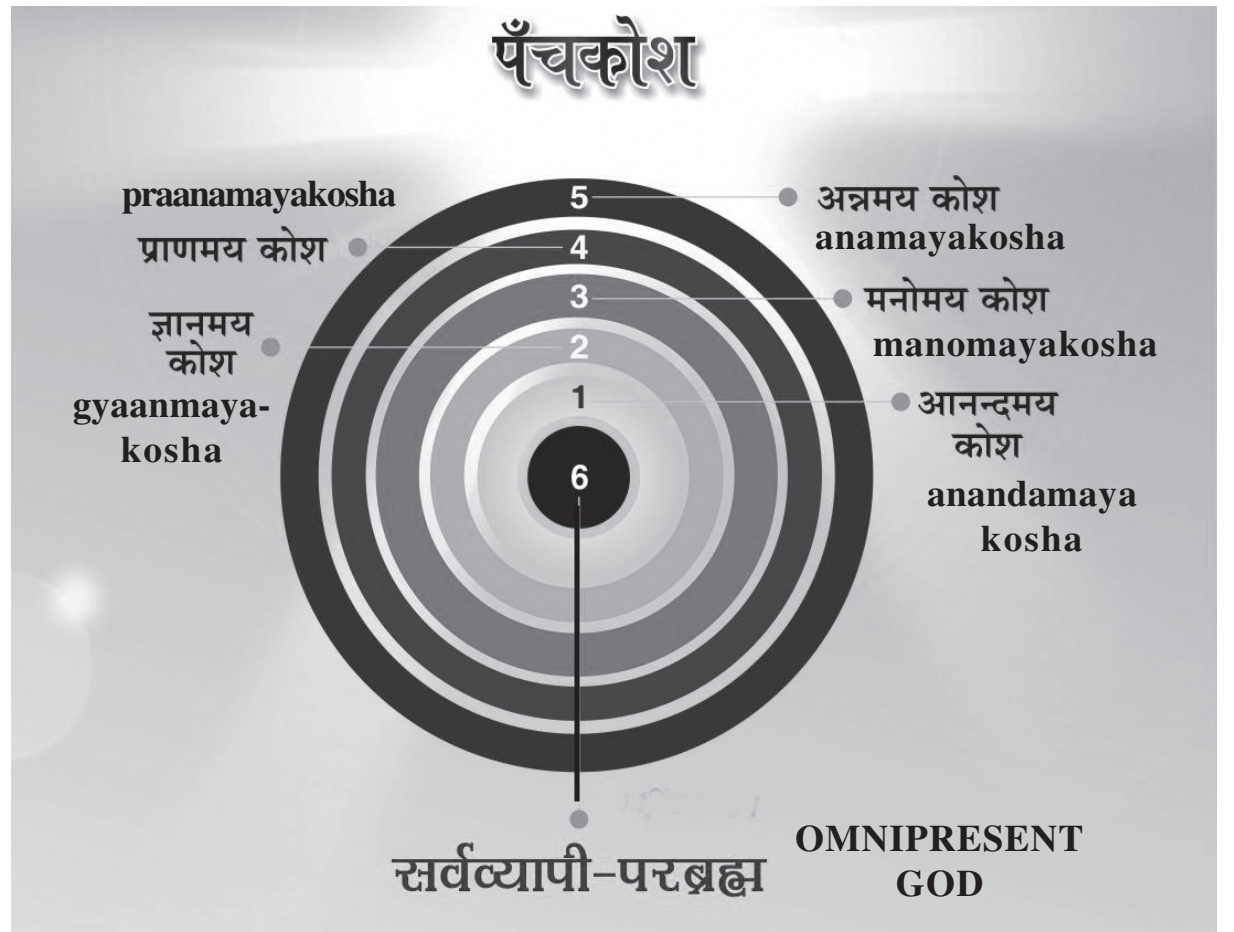 पँचकोश
praanamayakosha
प्राणमय कोश
ज्ञानमय
कोश
gyaanmaya-
kosha
5
4
3
2
1
6
अन्नमय कोश
anamayakosha
मनोमय कोश
manomayakosha
आनन्दमय
कोश
anandamaya
kosha
सर्वव्यापी-परब्रह्म
OMNIPRESENT
GOD